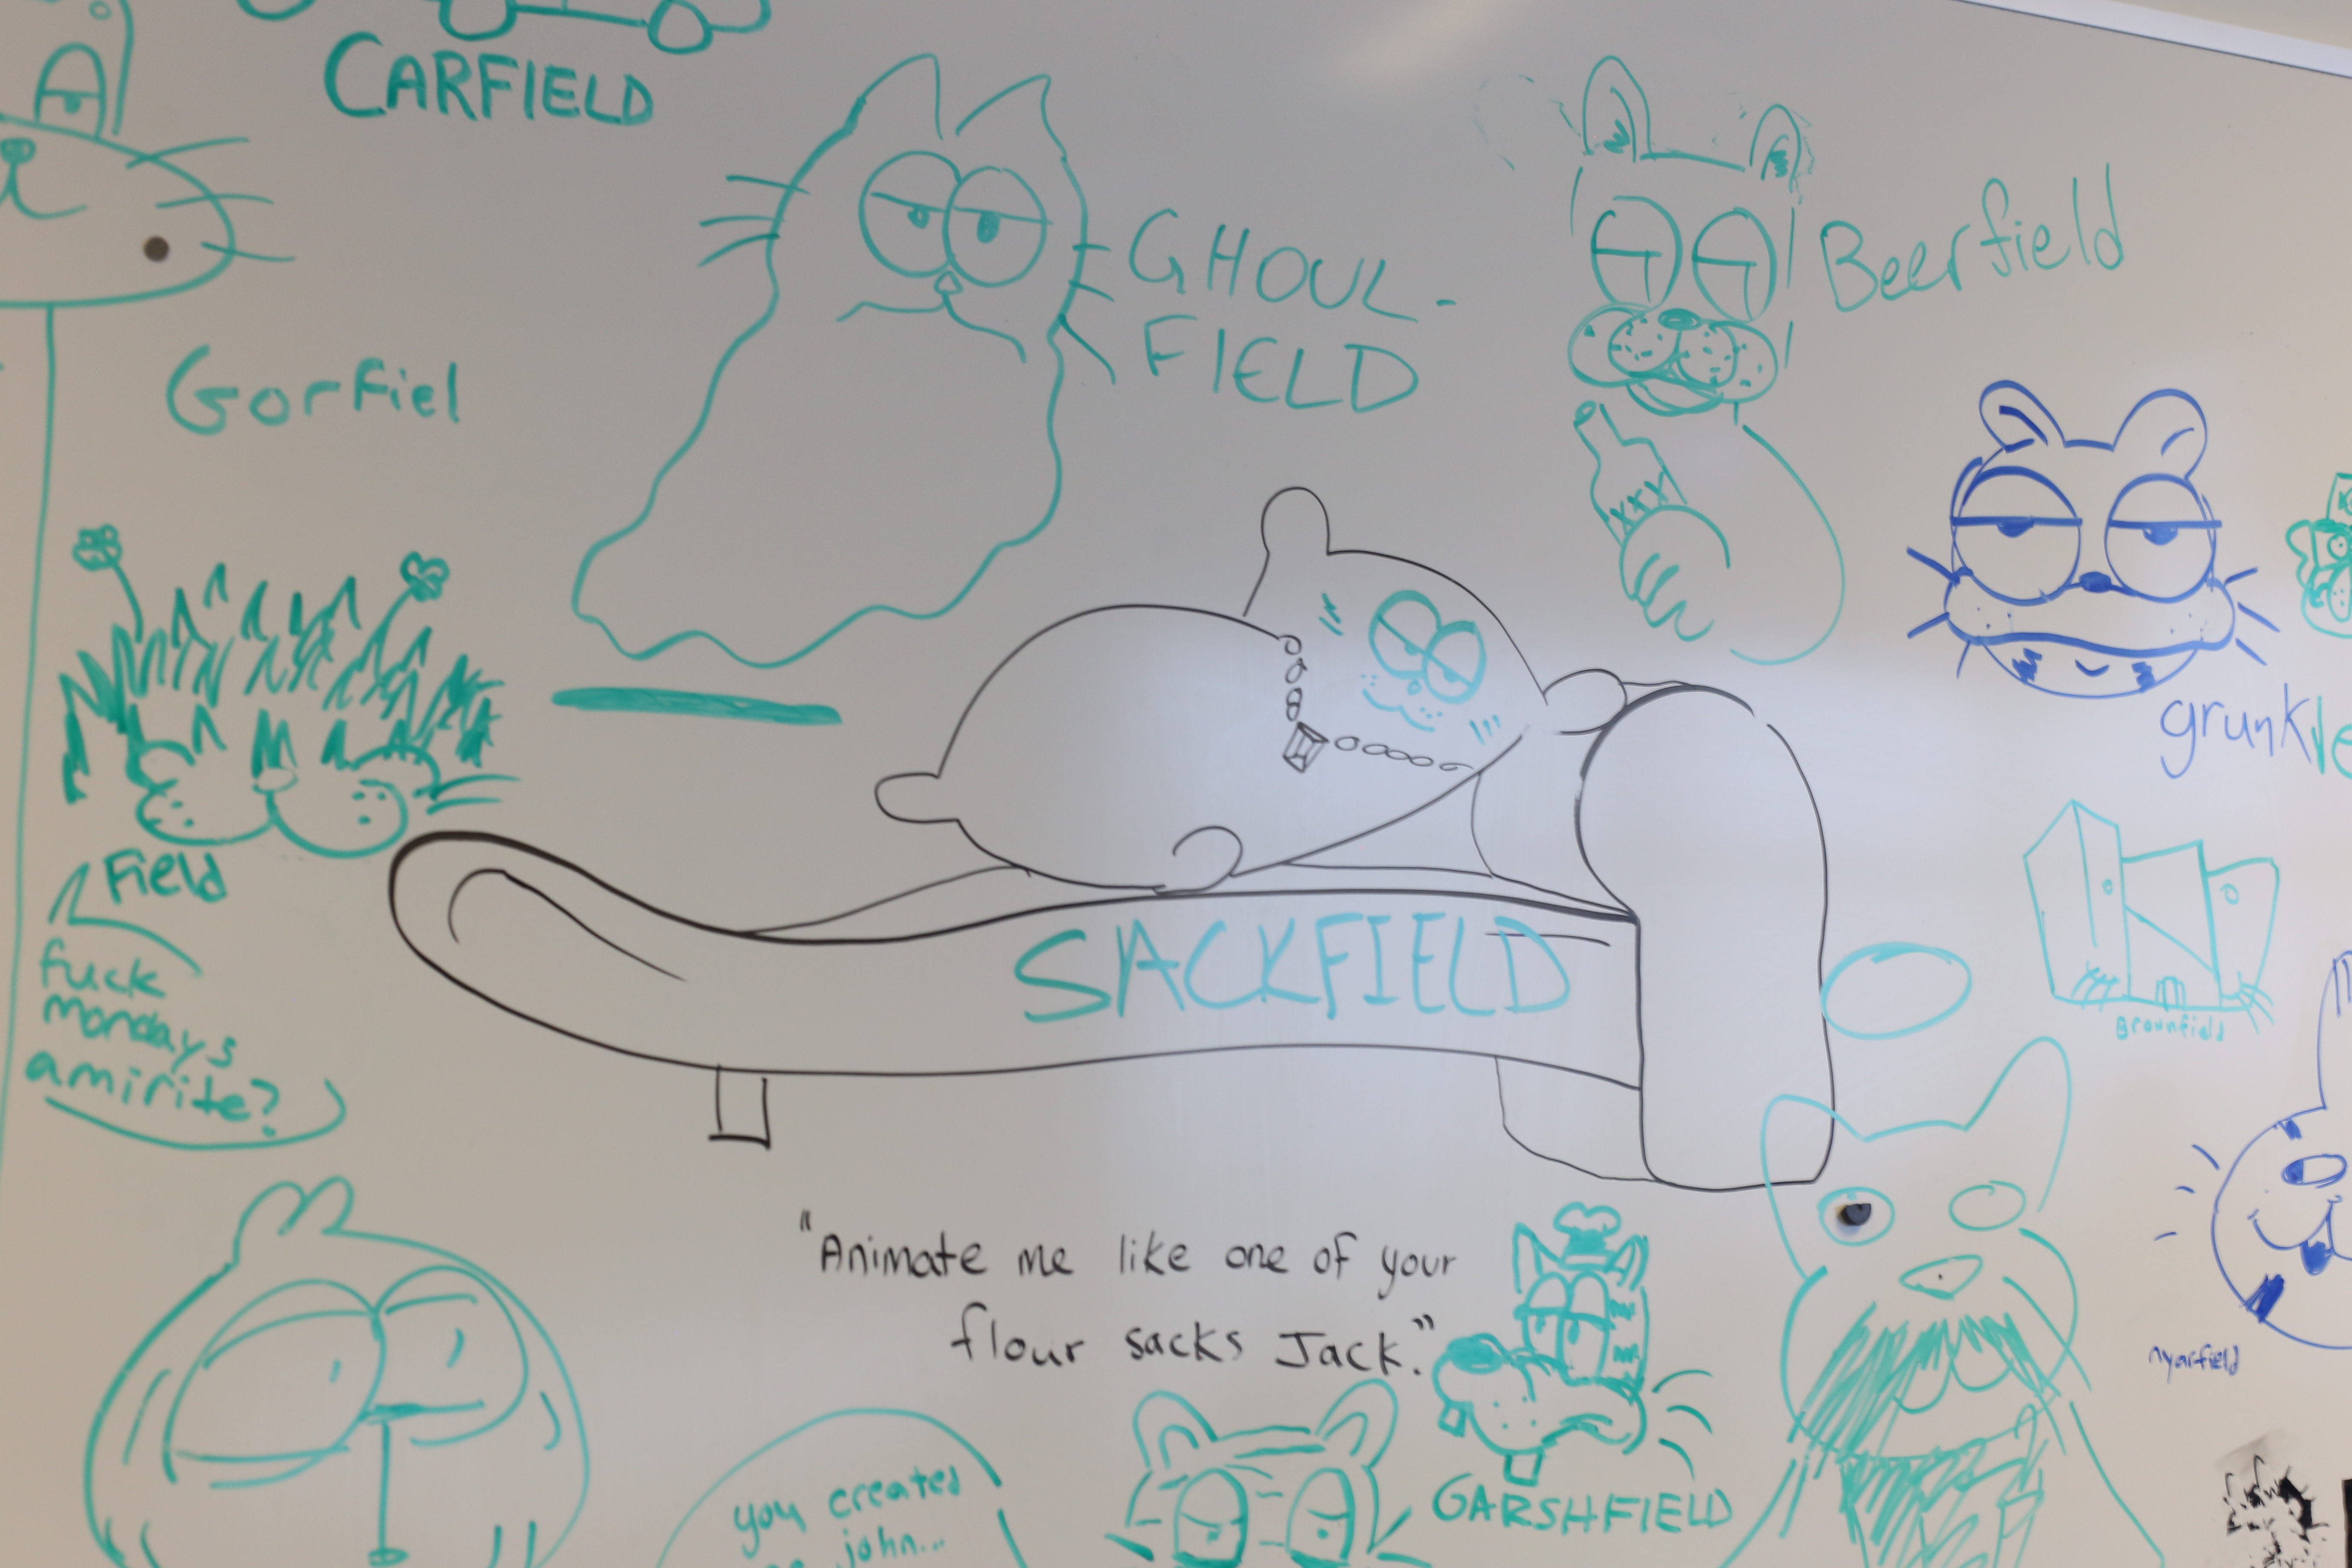 CARFIELD
GHOUL-
FIELD
Beerfield
Gorfiel
XXX
grunkle
Field
fuck
mondays
amirite?
SACKFIELD
Brownfield
"Animate me like one of your
flour sacks Jack."
nyarfield
GARSHFIELD
you created
john...